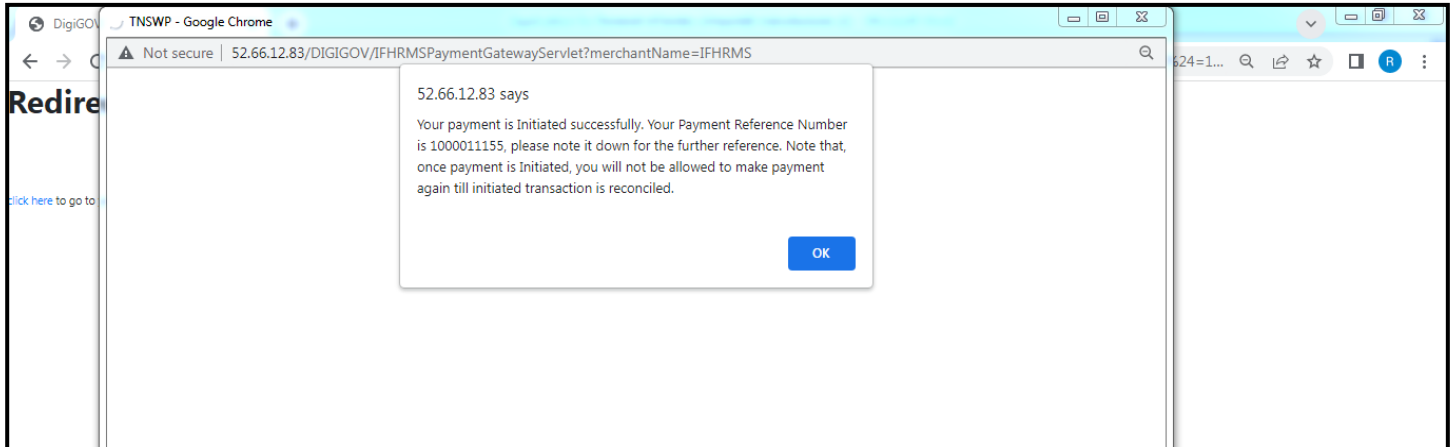 DigiGOV
TNSWP - Google Chrome
Not secure | 52.66.12.83/DIGIGOV/IFHRMSPaymentGatewayServlet?merchantName=IFHRMS
%24=1...
R
Redire
52.66.12.83 says
Your payment is Initiated successfully. Your Payment Reference Number
is 1000011155, please note it down for the further reference. Note that,
once payment is Initiated, you will not be allowed to make payment
again till initiated transaction is reconciled.
click here to go to
OK